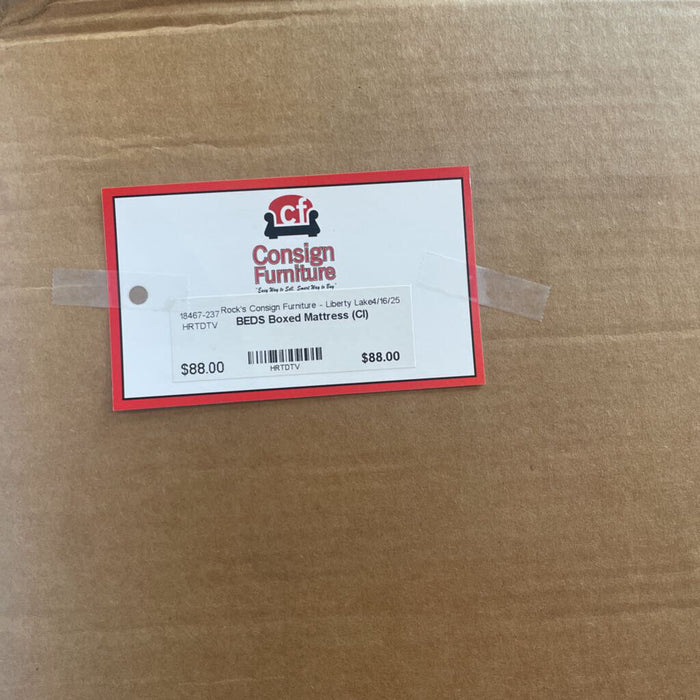 cf
Consign
Furniture
"Easy Way to Sell. Smart Way to Buy"
18467-237 Rock's Consign Furniture - Liberty Lake4/16/25
HRTDTV BEDS Boxed Mattress (CI)
$88.00 $88.00
HRTDTV